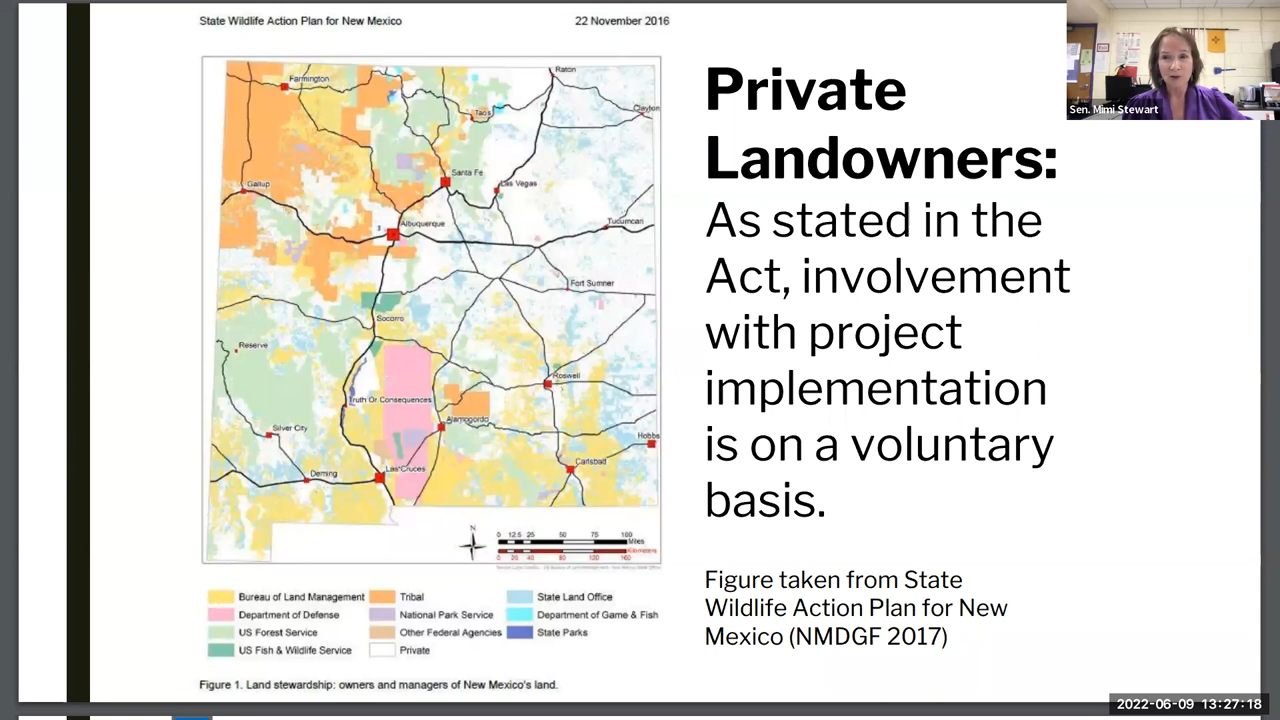 State Wildlife Action Plan for New Mexico 22 November 2016
Raton
Farmington
Clayton
Taos
Santa Fe
Gallup
Las Vegas
Tucumcari
Albuquerque
Fort Sumner
Socorro
Reserve
Roswell
Truth Or Consequences
Alamogordo
Silver City
Hobbs
Carlsbad
Las Cruces
Deming
N
0 12.5 25 50 75 100
Miles
Kilometers
0 20 40 80 120 160
Bureau of Land Management Tribal State Land Office
Department of Defense National Park Service Department of Game & Fish
US Forest Service Other Federal Agencies State Parks
US Fish & Wildlife Service Private
Figure 1. Land stewardship: owners and managers of New Mexico's land.
Private
Landowners:
As stated in the
Act, involvement
with project
implementation
is on a voluntary
basis.
Figure taken from State
Wildlife Action Plan for New
Mexico (NMDGF 2017)
Sen. Mimi Stewart
2022-06-09 13:27:18